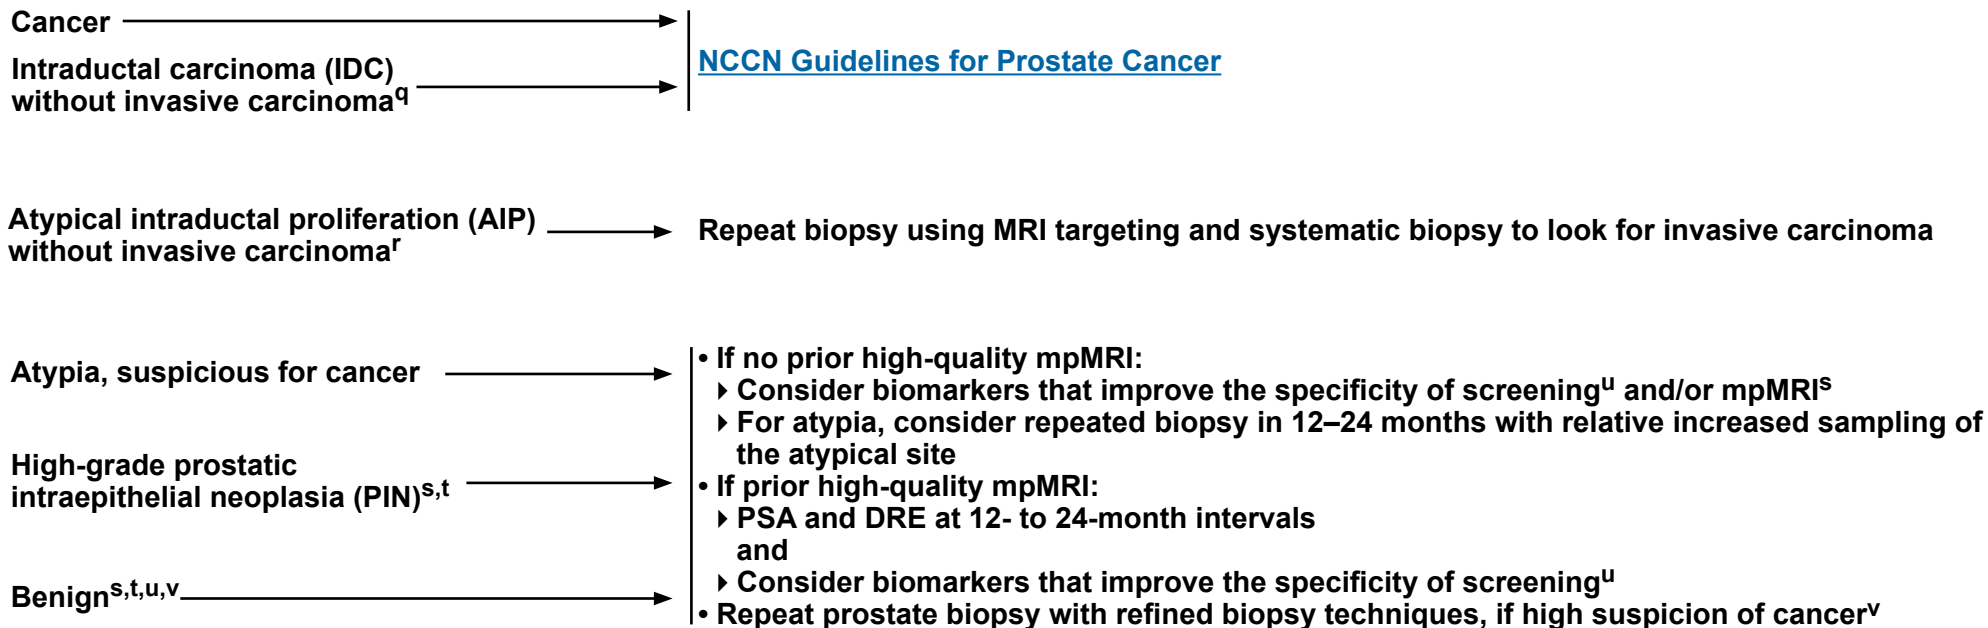 Cancer
Intraductal carcinoma (IDC)
without invasive carcinomaq
NCCN Guidelines for Prostate Cancer
Atypical intraductal proliferation (AIP)
without invasive carcinomar
Repeat biopsy using MRI targeting and systematic biopsy to look for invasive carcinoma
Atypia, suspicious for cancer
High-grade prostatic
intraepithelial neoplasia (PIN)s,t
Benigns,t,u,v
• If no prior high-quality mpMRI:
Consider biomarkers that improve the specificity of screeningu and/or mpMRIs
For atypia, consider repeated biopsy in 12–24 months with relative increased sampling of
the atypical site
• If prior high-quality mpMRI:
PSA and DRE at 12- to 24-month intervals
and
Consider biomarkers that improve the specificity of screeningu
• Repeat prostate biopsy with refined biopsy techniques, if high suspicion of cancerv